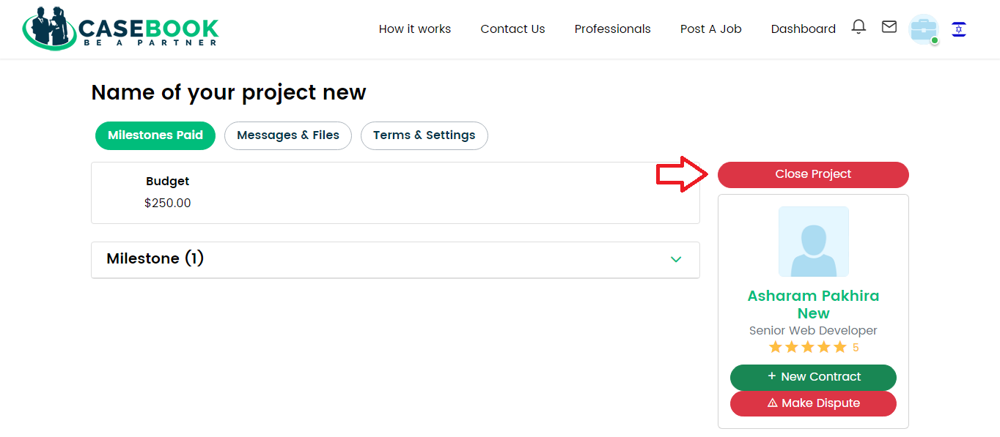 CASEBOOK
BE A PARTNER
How it works
Contact Us
Professionals
Post A Job
Dashboard
Name of your project new
Milestones Paid
Messages & Files
Terms & Settings
Budget
$250.00
Close Project
Milestone (1)
Asharam Pakhira
New
Senior Web Developer
5
+ New Contract
Make Dispute